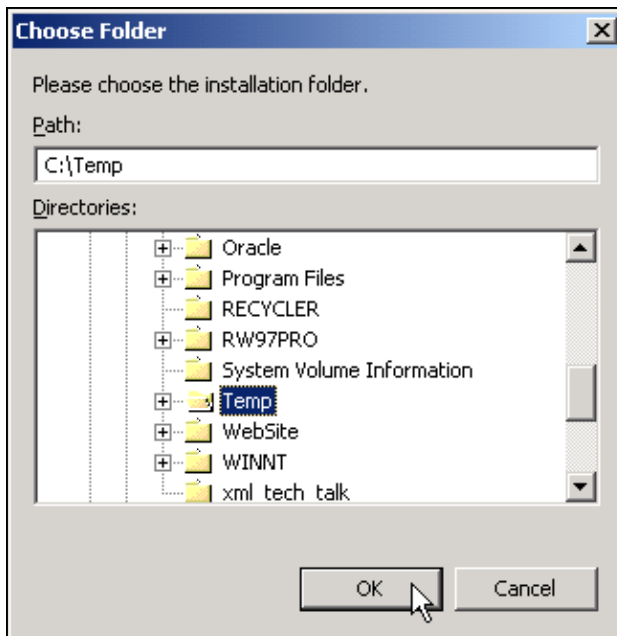 Choose Folder
Please choose the installation folder.
Path:
C:\Temp
Directories:
Oracle
Program Files
RECYCLER
RW97PRO
System Volume Information
Temp
WebSite
WINNT
xml_tech_talk
OK Cancel